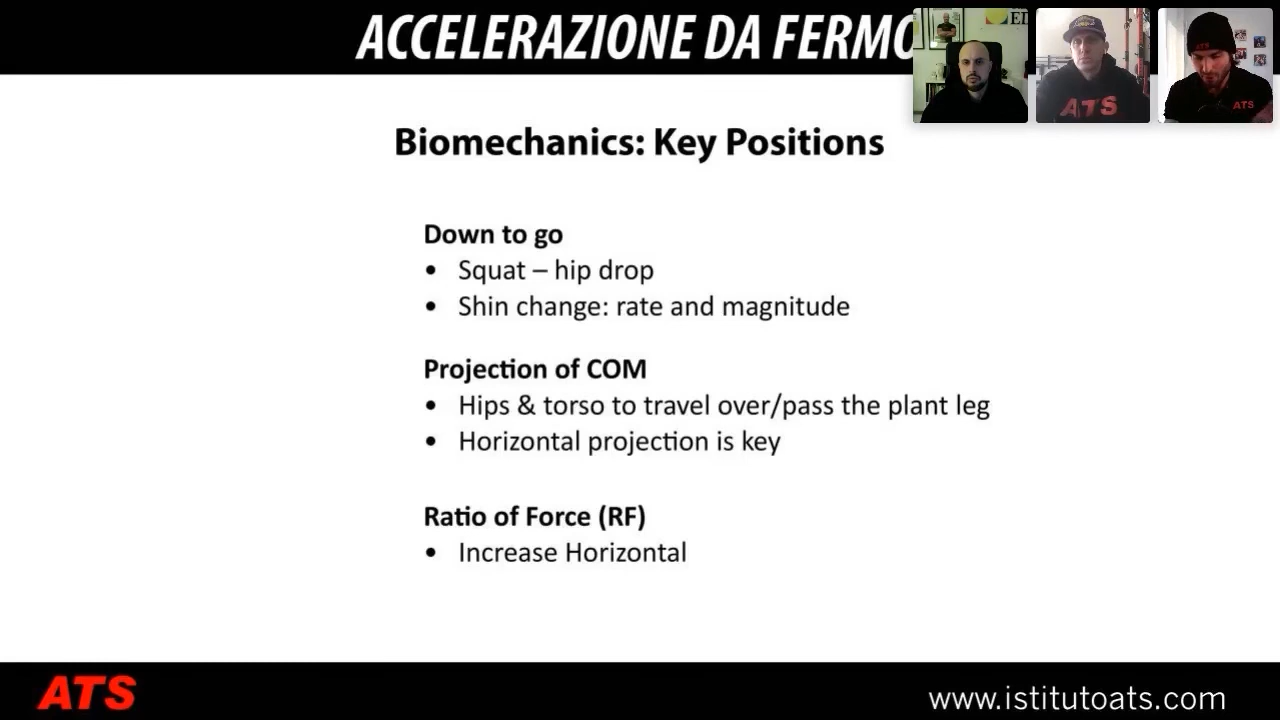 ACCELERAZIONE DA FERMO
ATS
ATS
Biomechanics: Key Positions
Down to go
• Squat – hip drop
• Shin change: rate and magnitude
Projection of COM
• Hips & torso to travel over/pass the plant leg
• Horizontal projection is key
Ratio of Force (RF)
• Increase Horizontal
ATS
www.istitutoats.com